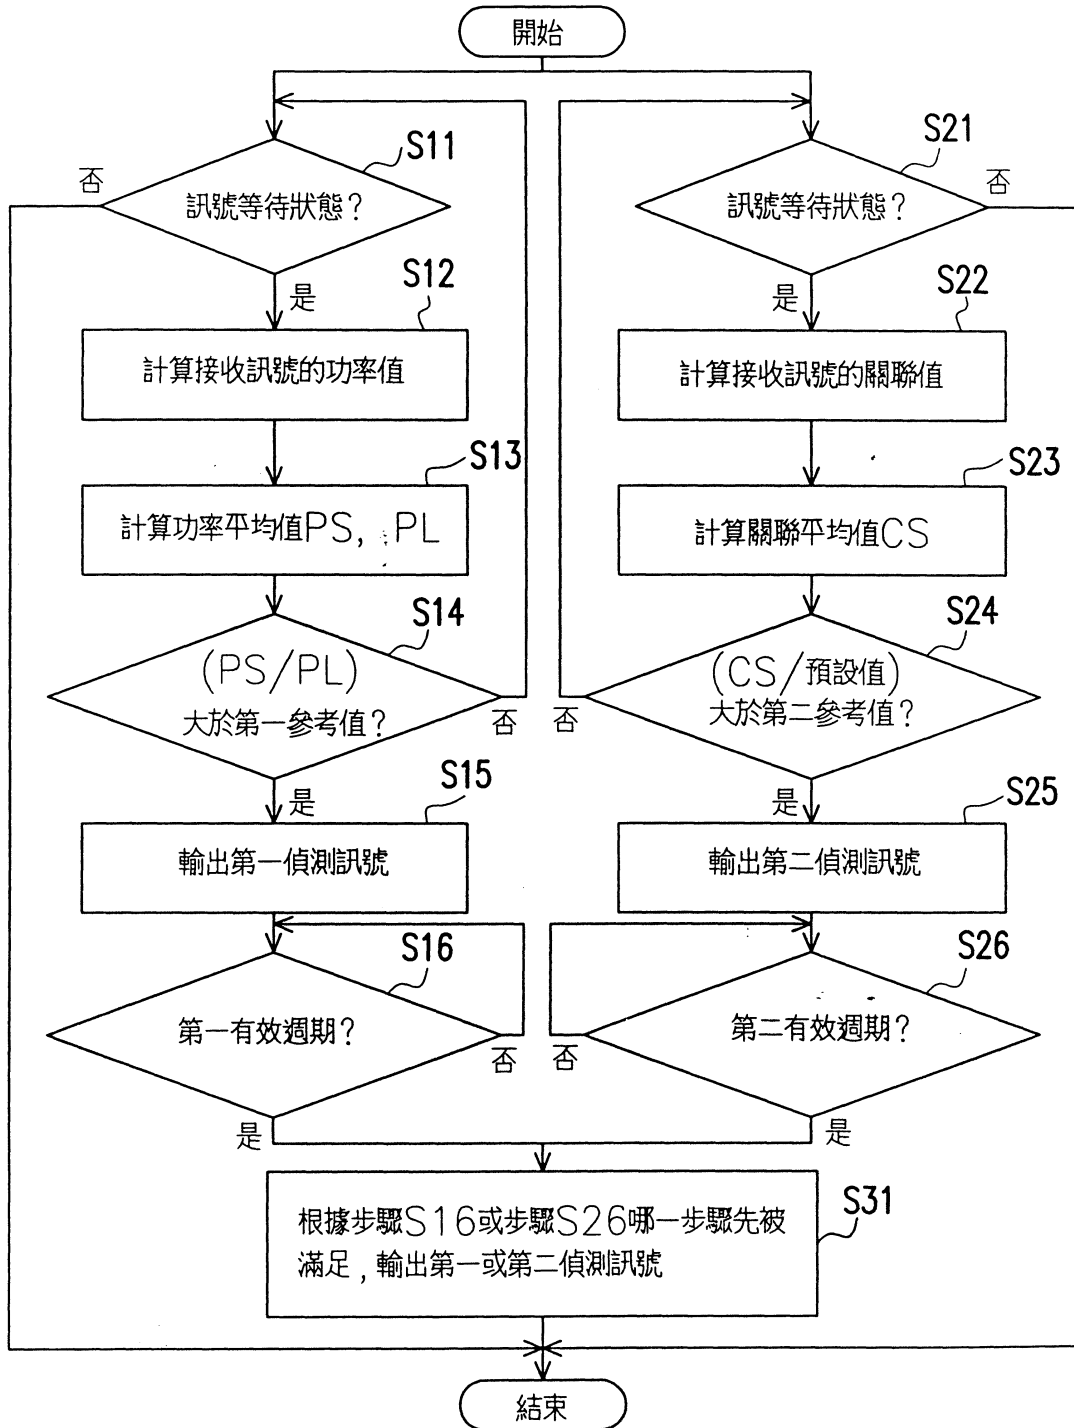 開始
S11
否
訊號等待狀態?
是
S12
計算接收訊號的功率值
S13
計算功率平均值PS, PL
S14
(PS/PL)
大於第一參考值?
否
是
S15
輸出第一偵測訊號
S16
第一有效週期?
否
是
S21
否
訊號等待狀態?
是
S22
計算接收訊號的關聯值
S23
計算關聯平均值CS
S24
(CS/預設值)
大於第二參考值?
否
是
S25
輸出第二偵測訊號
S26
第二有效週期?
否
是
S31
根據步驟S16或步驟S26哪一步驟先被
滿足,輸出第一或第二偵測訊號
結束